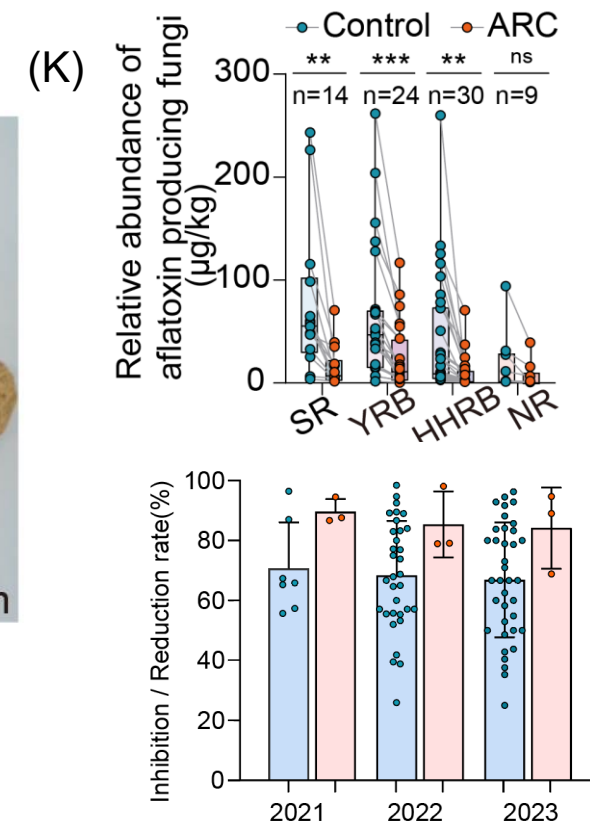 (K)
Control
ARC
Relative abundance of
aflatoxin producing fungi
(μg/kg)
300
200
100
0
**
***
**
ns
n=14
n=24
n=30
n=9
SR
YRB
HHRB
NR
Inhibition / Reduction rate(%)
100
80
60
40
20
0
2021
2022
2023